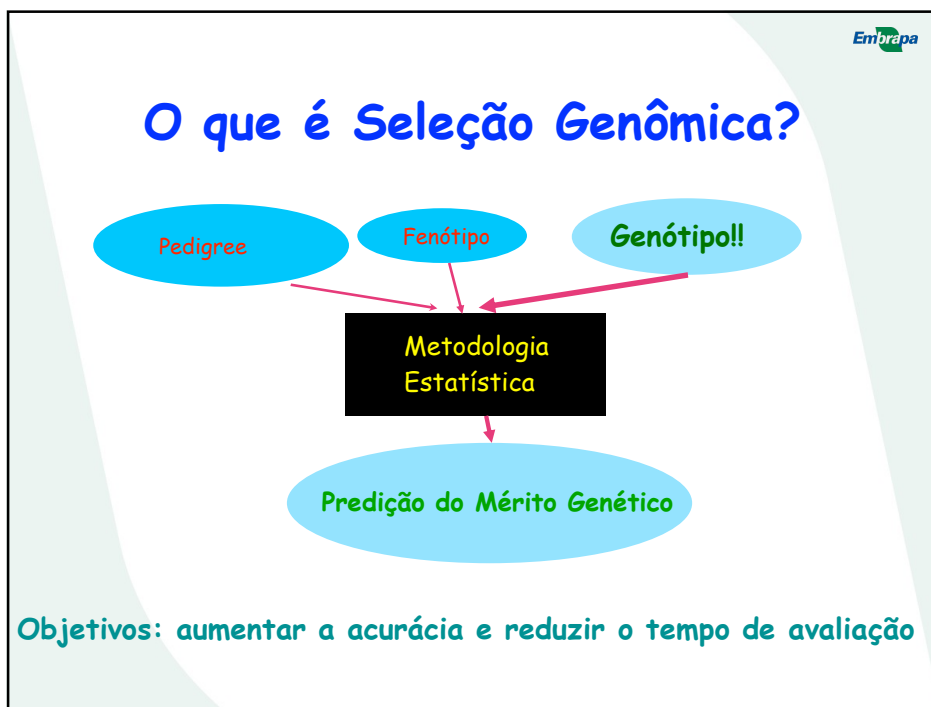 Embrapa
O que é Seleção Genômica?
Pedigree
Fenótipo
Genótipo!!
Metodologia
Estatística
Predição do Mérito Genético
Objetivos: aumentar a acurácia e reduzir o tempo de avaliação